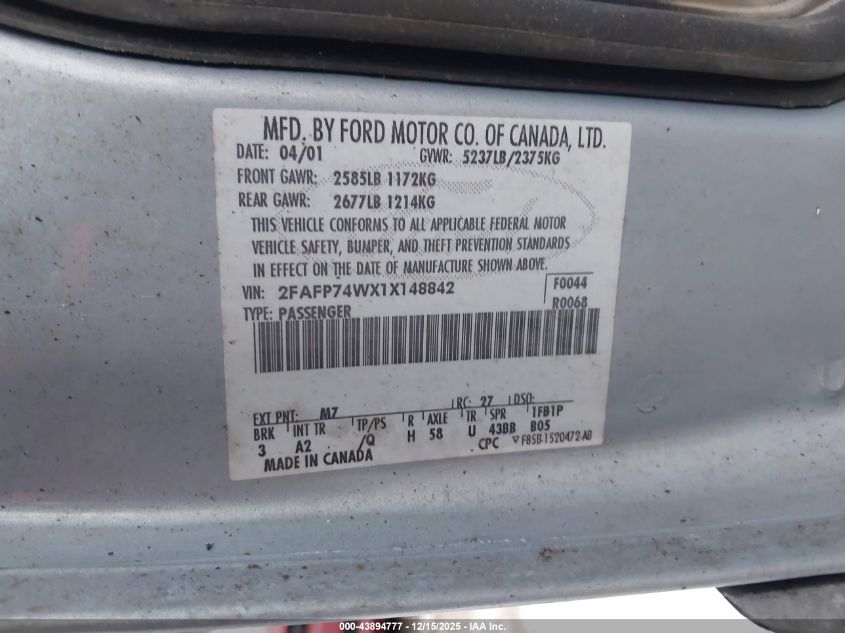 MFD. BY FORD MOTOR CO. OF CANADA, LTD.
DATE: 04/01 GVWR: 5237LB/2375KG
FRONT GAWR: 2585LB 1172KG
REAR GAWR: 2677LB 1214KG
THIS VEHICLE CONFORMS TO ALL APPLICABLE FEDERAL MOTOR
VEHICLE SAFETY, BUMPER, AND THEFT PREVENTION STANDARDS
IN EFFECT ON THE DATE OF MANUFACTURE SHOWN ABOVE.
VIN: 2FAFP74WX1X148842 F0044
TYPE: PASSENGER R0068
EXT PNT: M7 RC: 27 DSO:
BRK INT TR TP/PS R AXLE TR SPR 1FB1P
3 A2 /Q H 58 U 43BB B05
MADE IN CANADA CPC ▽F85B-1520472-AB
000-43894777 - 12/15/2025 - IAA Inc.